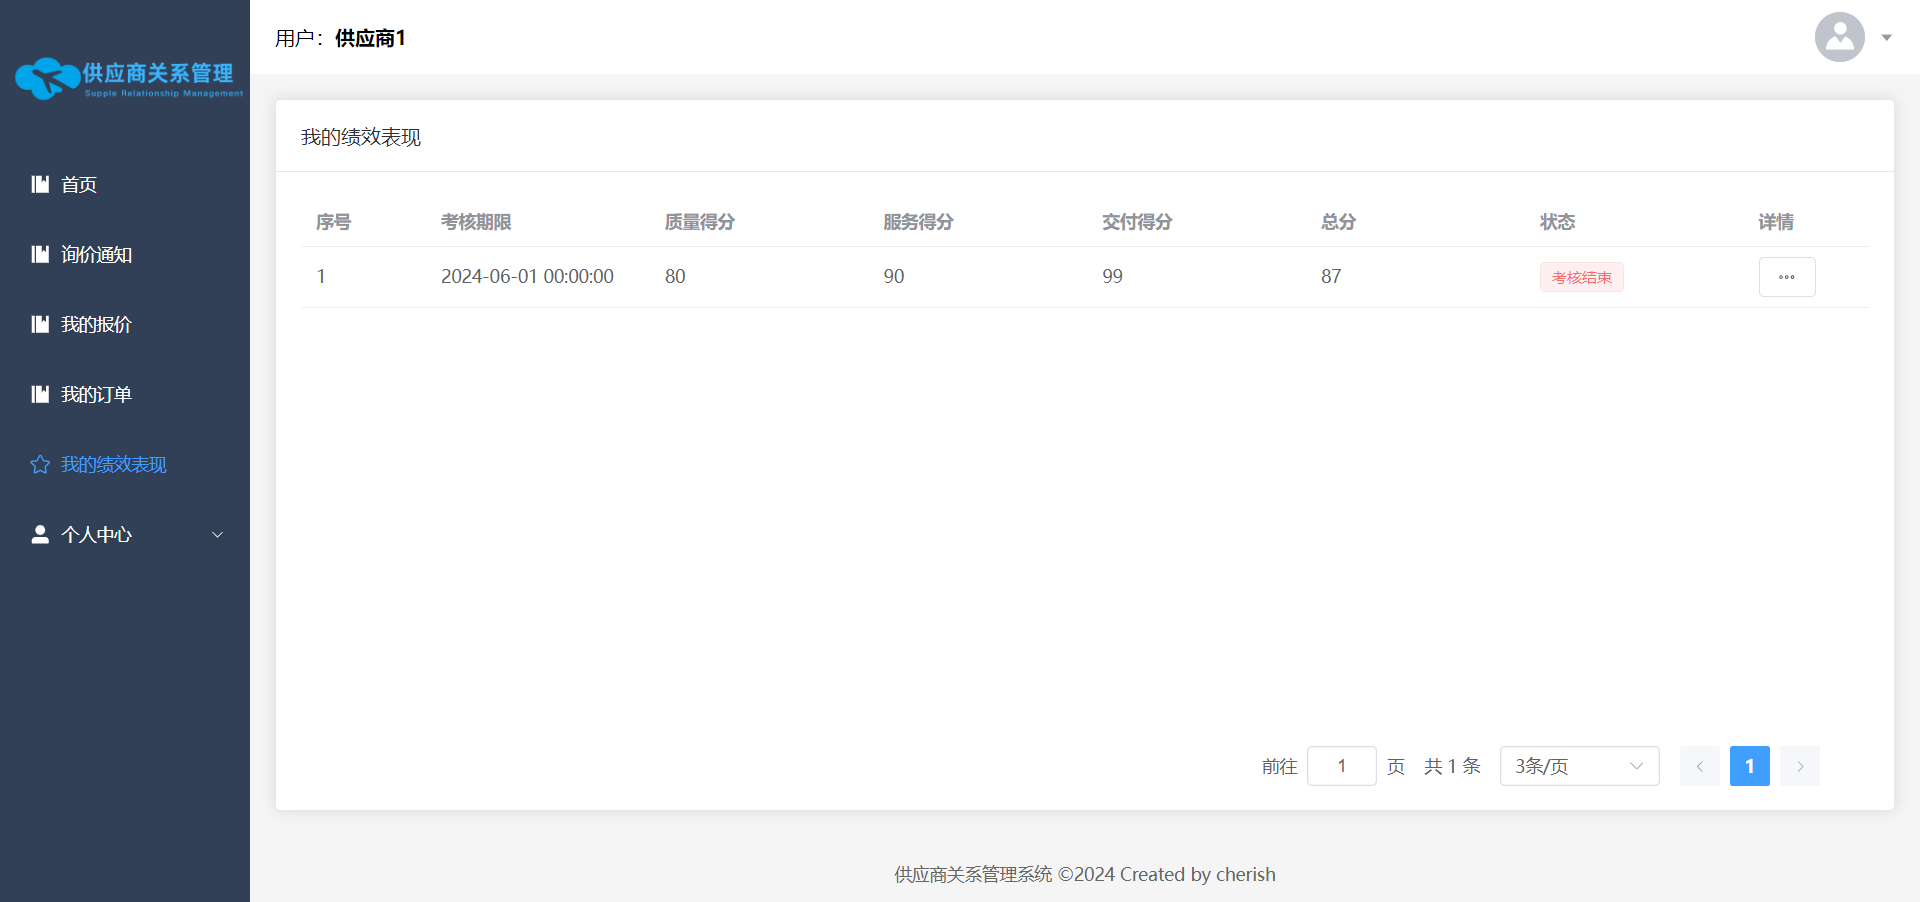 供应商关系管理
Supple Relationship Management
首页
询价通知
我的报价
我的订单
我的绩效表现
个人中心
用户：供应商1
我的绩效表现
序号 考核期限 质量得分 服务得分 交付得分 总分 状态 详情
1 2024-06-01 00:00:00 80 90 99 87 考核结束
前往 1 页 共 1 条 3条/页 1
供应商关系管理系统 ©2024 Created by cherish